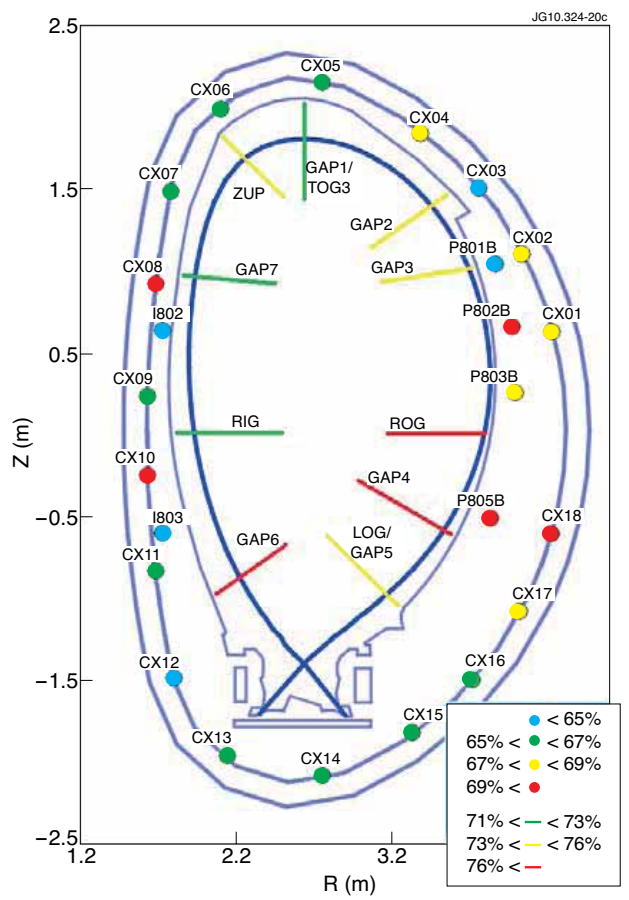 JG10.324-20c
2.5
CX05
CX06
CX04
GAP1/
TOG3
ZUP
CX03
CX07
1.5
GAP2
CX02
P801B
GAP3
GAP7
CX08
I802
P802B
CX01
0.5
CX09
P803B
RIG
ROG
Z (m)
CX10
GAP4
−0.5
I803
P805B
CX18
LOG/
GAP5
GAP6
CX11
CX17
CX12
CX16
−1.5
CX15
CX13
CX14
< 65%
65% < < 67%
67% < < 69%
69% <
71% < < 73%
73% < < 76%
76% <
−2.5
1.2
2.2
3.2
R (m)